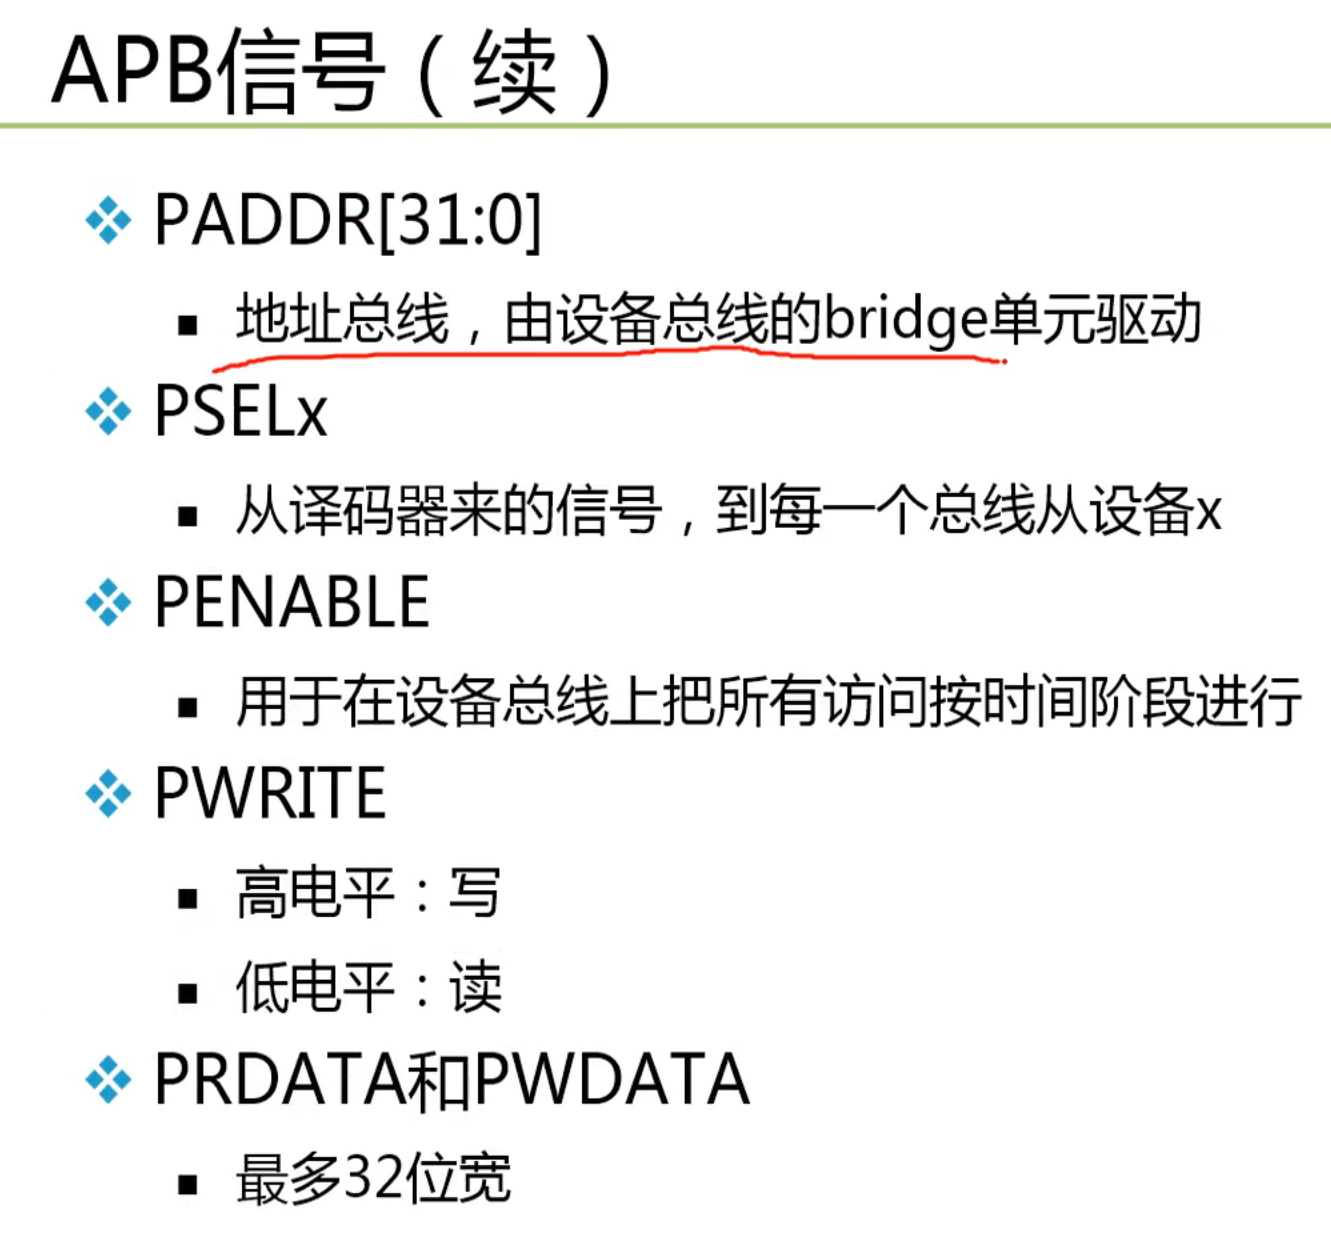 APB信号（续）
PADDR[31:0]
地址总线，由设备总线的bridge单元驱动
PSELx
从译码器来的信号，到每一个总线从设备x
PENABLE
用于在设备总线上把所有访问按时间阶段进行
PWRITE
高电平：写
低电平：读
PRDATA和PWDATA
最多32位宽